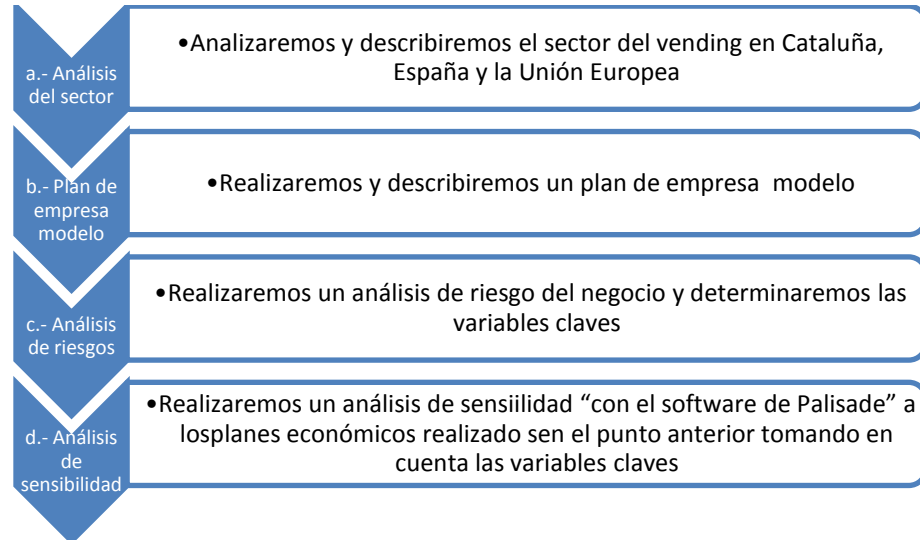 a.- Análisis
del sector
•Analizaremos y describiremos el sector del vending en Cataluña,
España y la Unión Europea
b.- Plan de
empresa
modelo
•Realizaremos y describiremos un plan de empresa  modelo
c.- Análisis
de riesgos
•Realizaremos un análisis de riesgo del negocio y determinaremos las
variables claves
d.- Análisis
de
sensibilidad
•Realizaremos un análisis de sensiilidad “con el software de Palisade” a
losplanes económicos realizado sen el punto anterior tomando en
cuenta las variables claves